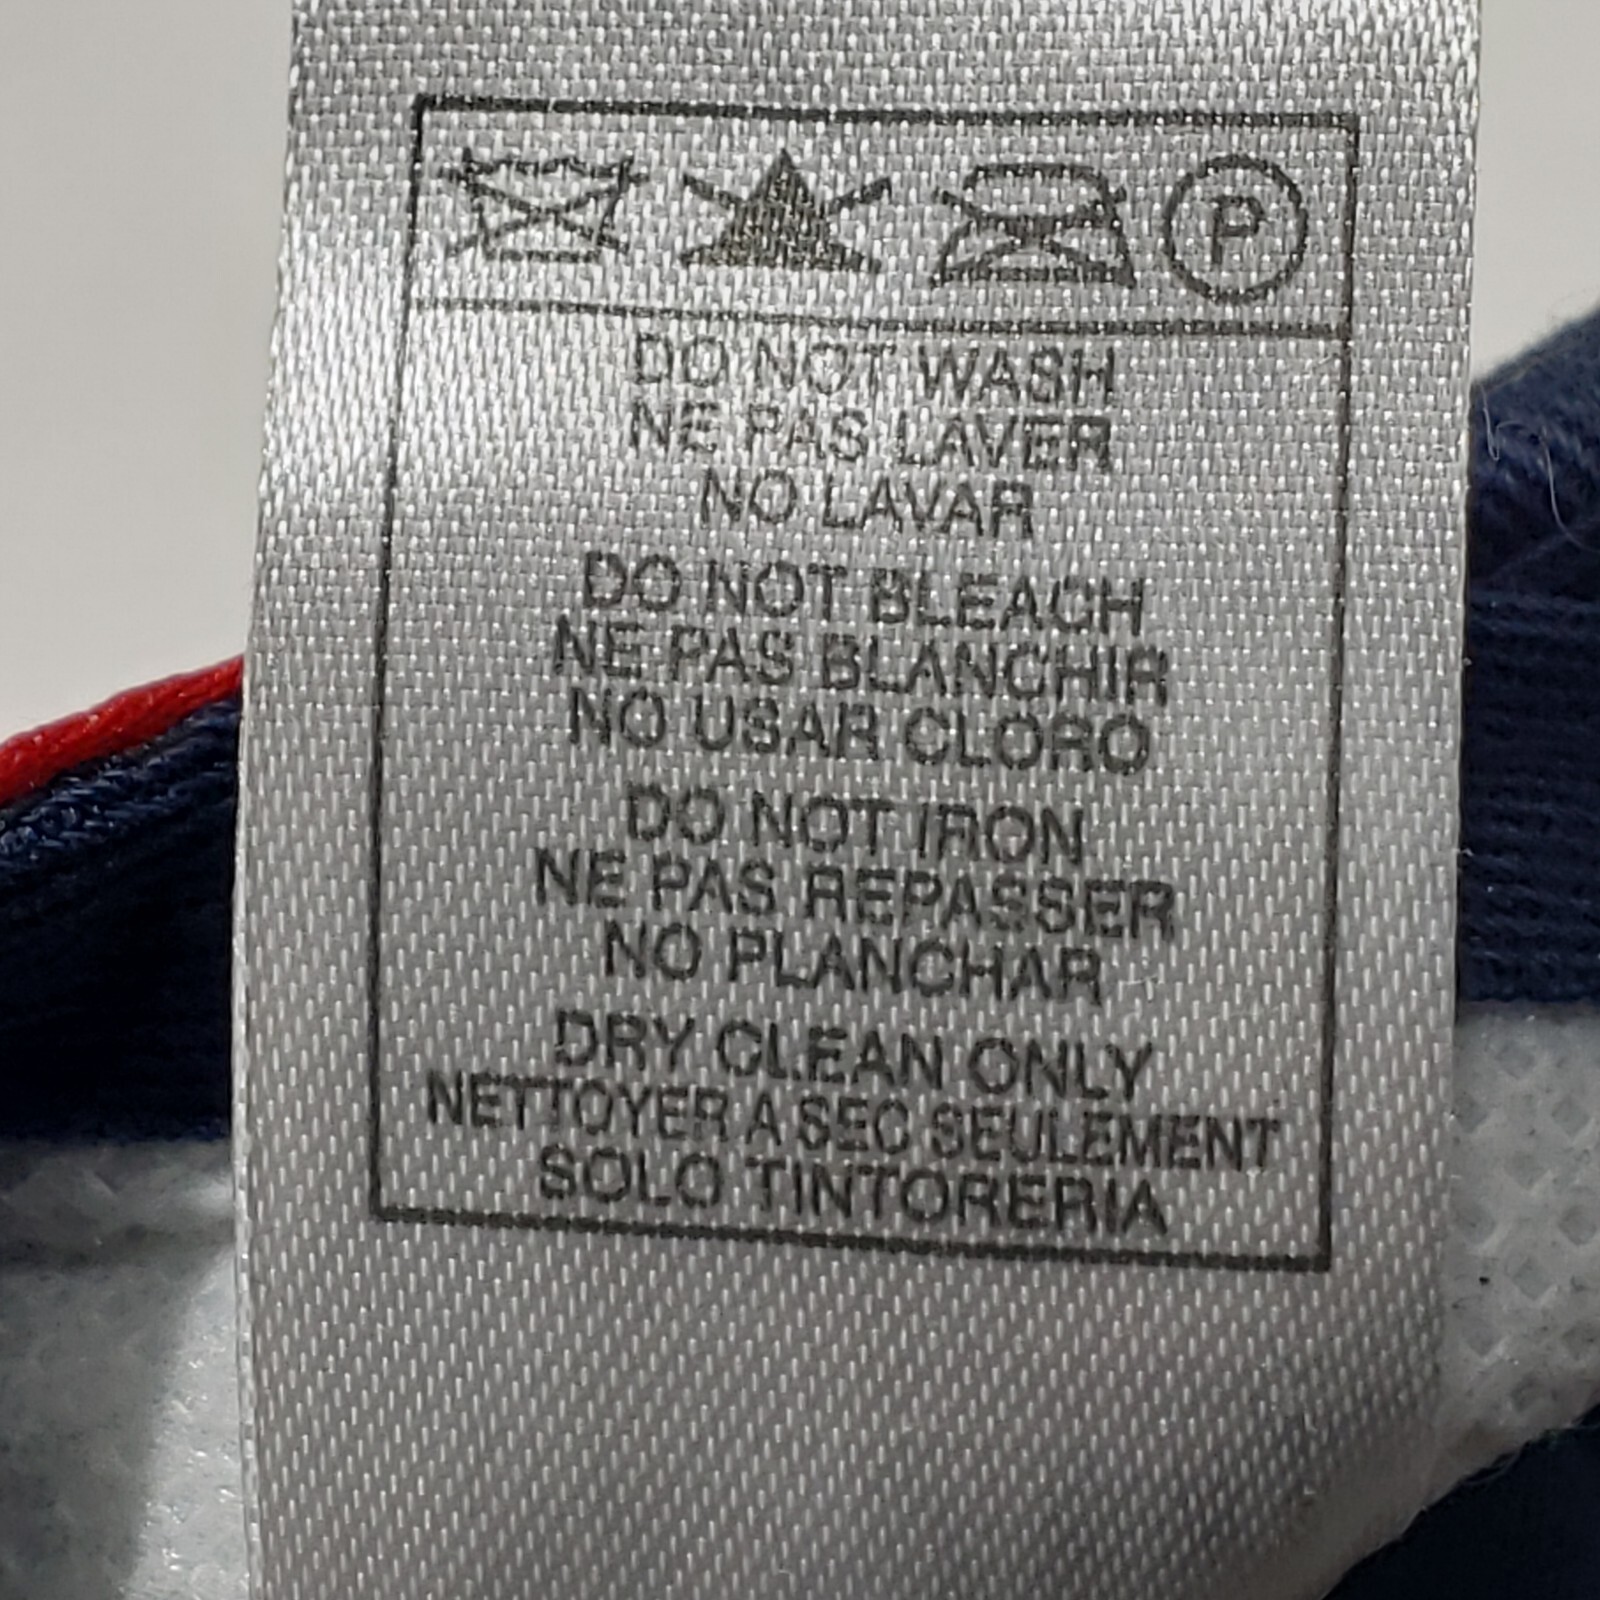 P
DO NOT WASH
NE PAS LAVER
NO LAVAR
DO NOT BLEACH
NE PAS BLANCHIR
NO USAR CLORO
DO NOT IRON
NE PAS REPASSER
NO PLANCHAR
DRY CLEAN ONLY
NETTOYER A SEC SEULEMENT
SOLO TINTORERIA